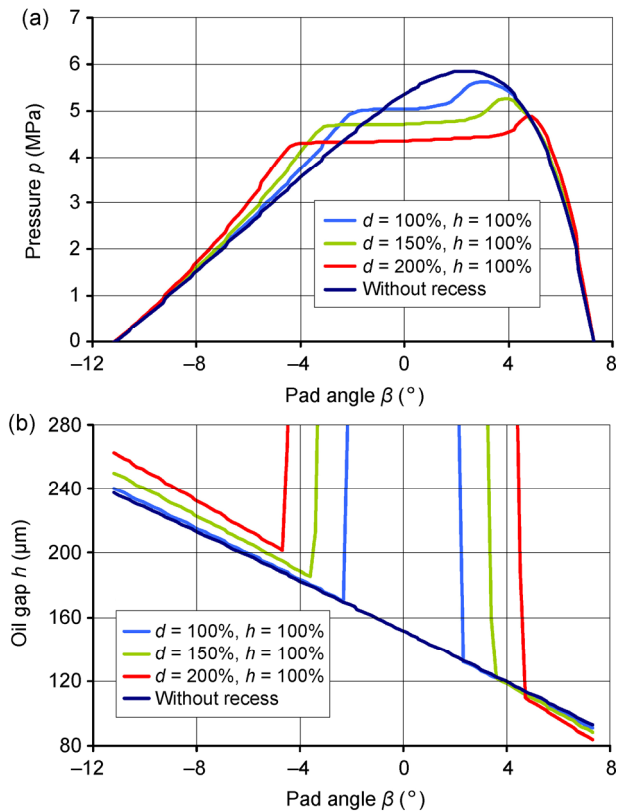 (a)
7
6
5
4
3
2
1
0
Pressure p (MPa)
d = 100%, h = 100%
d = 150%, h = 100%
d = 200%, h = 100%
Without recess
–12 –8 –4 0 4 8
Pad angle β (°)
(b)
280
240
200
160
120
80
Oil gap h (µm)
d = 100%, h = 100%
d = 150%, h = 100%
d = 200%, h = 100%
Without recess
–12 –8 –4 0 4 8
Pad angle β (°)